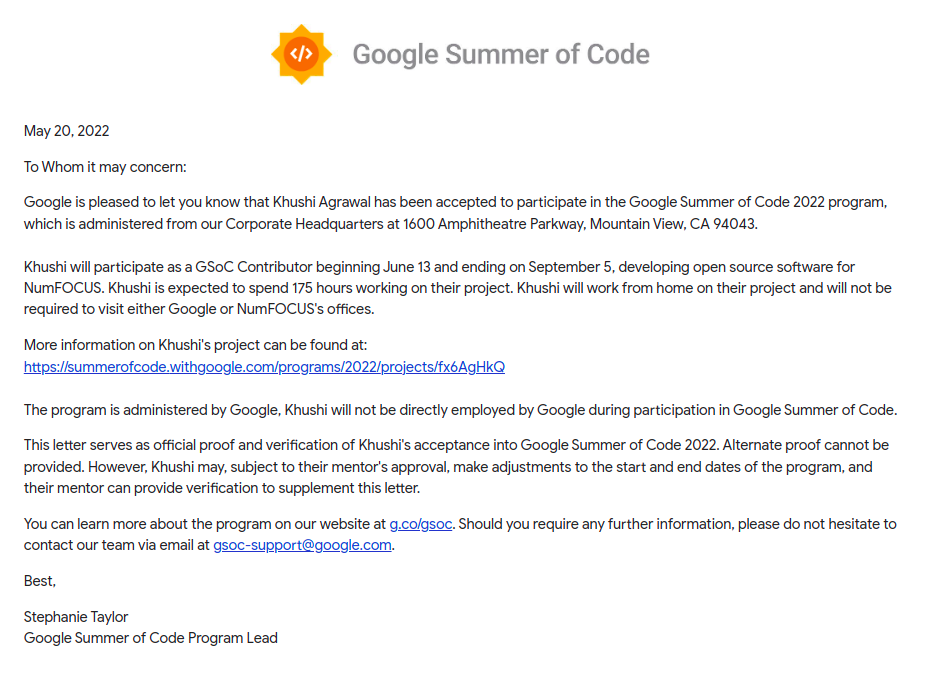 </>
Google Summer of Code
May 20, 2022
To Whom it may concern:
Google is pleased to let you know that Khushi Agrawal has been accepted to participate in the Google Summer of Code 2022 program,
which is administered from our Corporate Headquarters at 1600 Amphitheatre Parkway, Mountain View, CA 94043.
Khushi will participate as a GSoC Contributor beginning June 13 and ending on September 5, developing open source software for
NumFOCUS. Khushi is expected to spend 175 hours working on their project. Khushi will work from home on their project and will not be
required to visit either Google or NumFOCUS's offices.
More information on Khushi's project can be found at:
https://summerofcode.withgoogle.com/programs/2022/projects/fx6AgHkQ
The program is administered by Google, Khushi will not be directly employed by Google during participation in Google Summer of Code.
This letter serves as official proof and verification of Khushi's acceptance into Google Summer of Code 2022. Alternate proof cannot be
provided. However, Khushi may, subject to their mentor's approval, make adjustments to the start and end dates of the program, and
their mentor can provide verification to supplement this letter.
You can learn more about the program on our website at g.co/gsoc. Should you require any further information, please do not hesitate to
contact our team via email at gsoc-support@google.com.
Best,
Stephanie Taylor
Google Summer of Code Program Lead